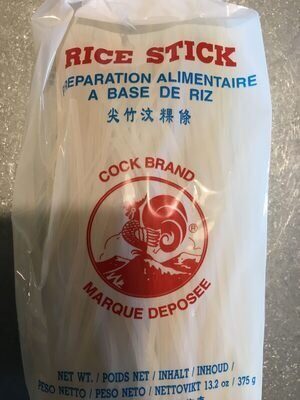 RICE STICK
PREPARATION ALIMENTAIRE
A BASE DE RIZ
尖竹汶粿條
COCK BRAND
®
MARQUE DEPOSEE
NET WT. / POIDS NET / INHALT / INHOUD /
PESO NETTO / PESO NETO / NETTOVIKT 13.2 oz / 375 g